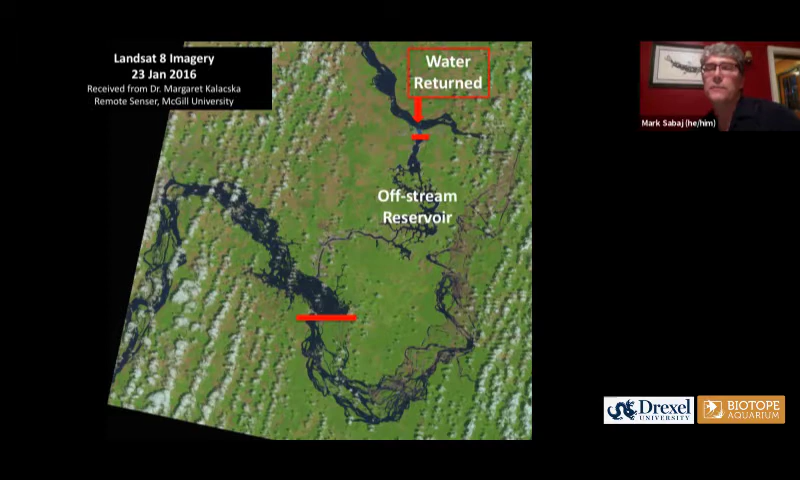 Landsat 8 Imagery
23 Jan 2016
Received from Dr. Margaret Kalacska
Remote Senser, McGill University
Water
Returned
Off-stream
Reservoir
Mark Sabaj (he/him)
Drexel
UNIVERSITY
BIOTOPE
AQUARIUM